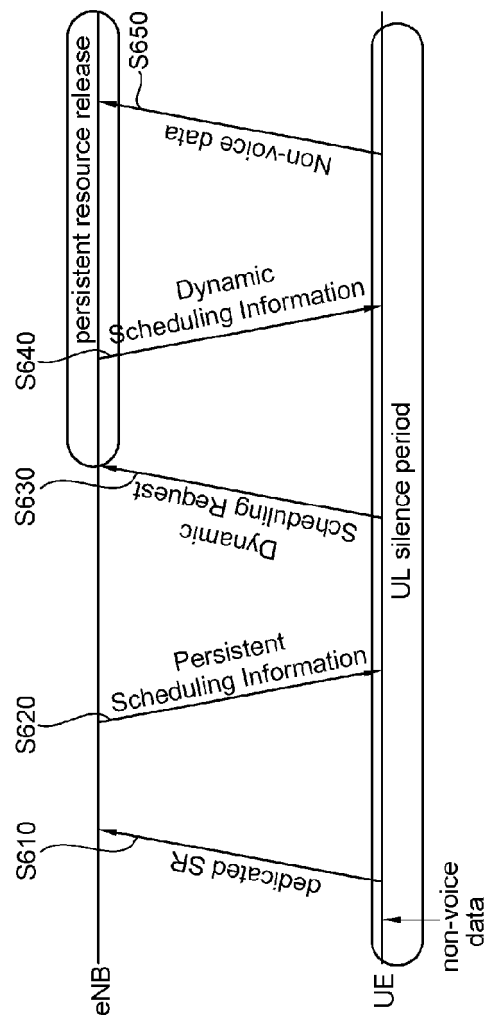 eNB
UE
non-voice
data
S610
dedicated SR
S620
Persistent
Scheduling Information
S630
Dynamic
Scheduling Request
S640
Dynamic
Scheduling Information
S650
Non-voice data
persistent resource release
UL silence period